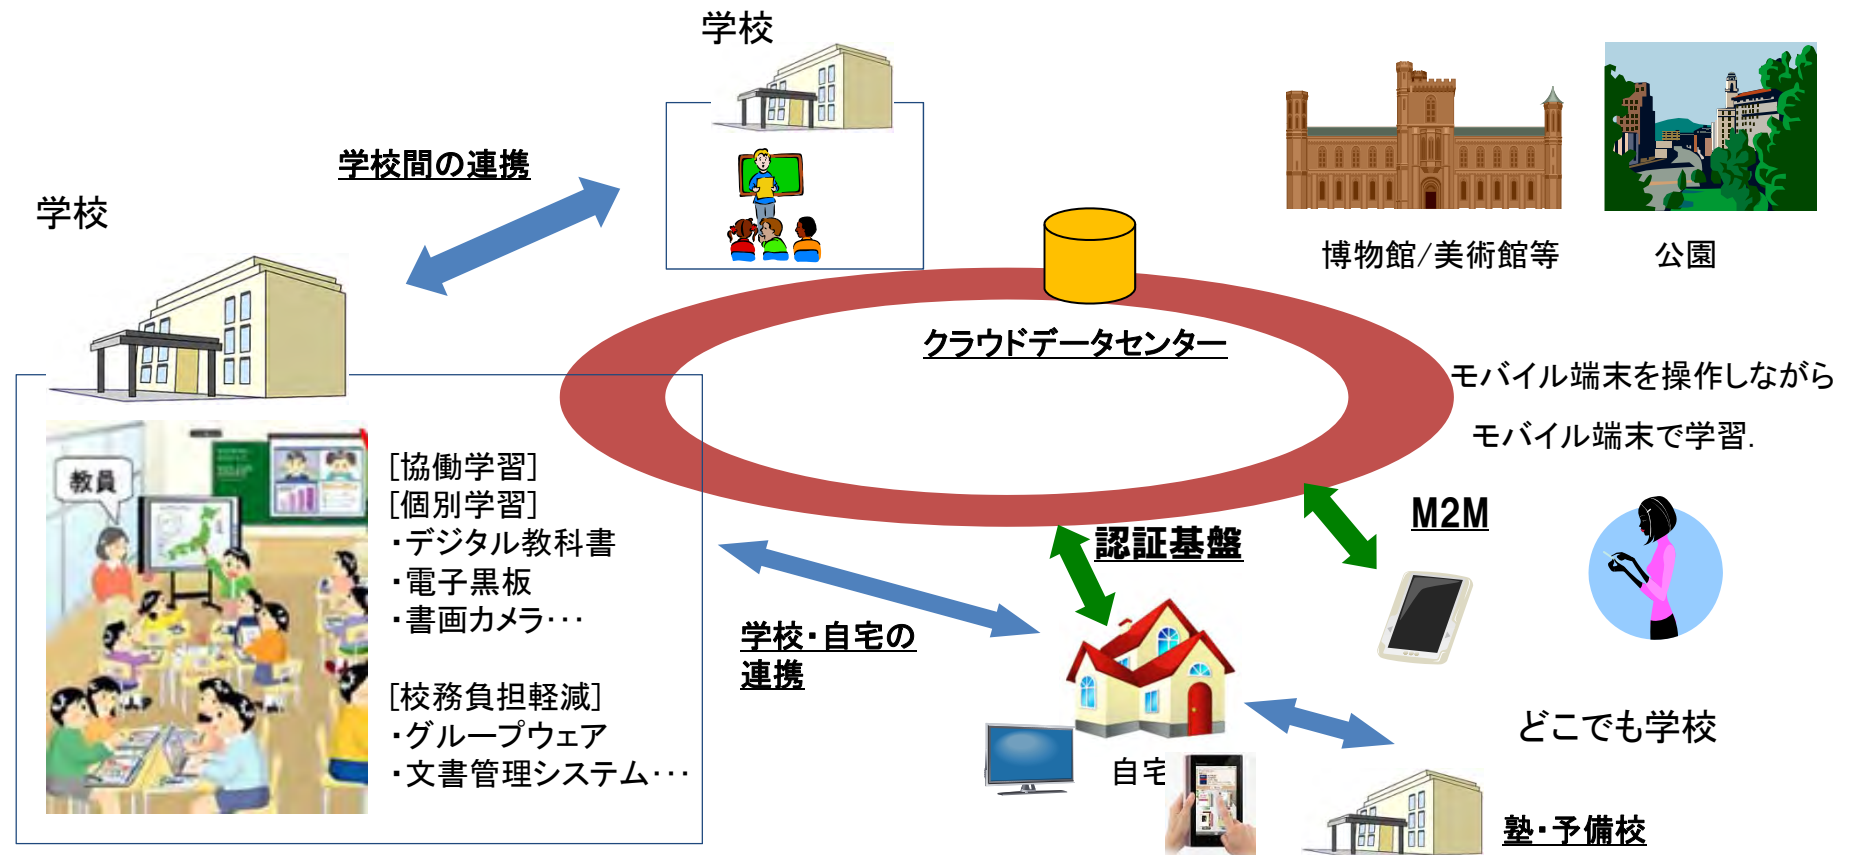 学校
学校間の連携
学校
博物館/美術館等
公園
クラウドデータセンター
モバイル端末を操作しながら
モバイル端末で学習.
教員
[協働学習]
[個別学習]
・デジタル教科書
・電子黒板
・書画カメラ・・・
[校務負担軽減]
・グループウェア
・文書管理システム・・・
M2M
認証基盤
学校・自宅の
連携
自宅
どこでも学校
塾・予備校